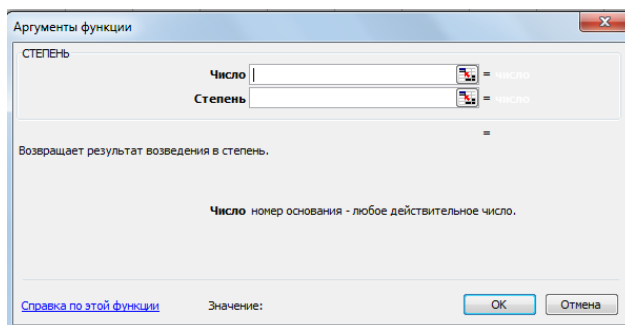 Аргументы функции
СТЕПЕНЬ
Число = число
Степень = число
=
Возвращает результат возведения в степень.
Число номер основания - любое действительное число.
Справка по этой функции Значение: ОК Отмена